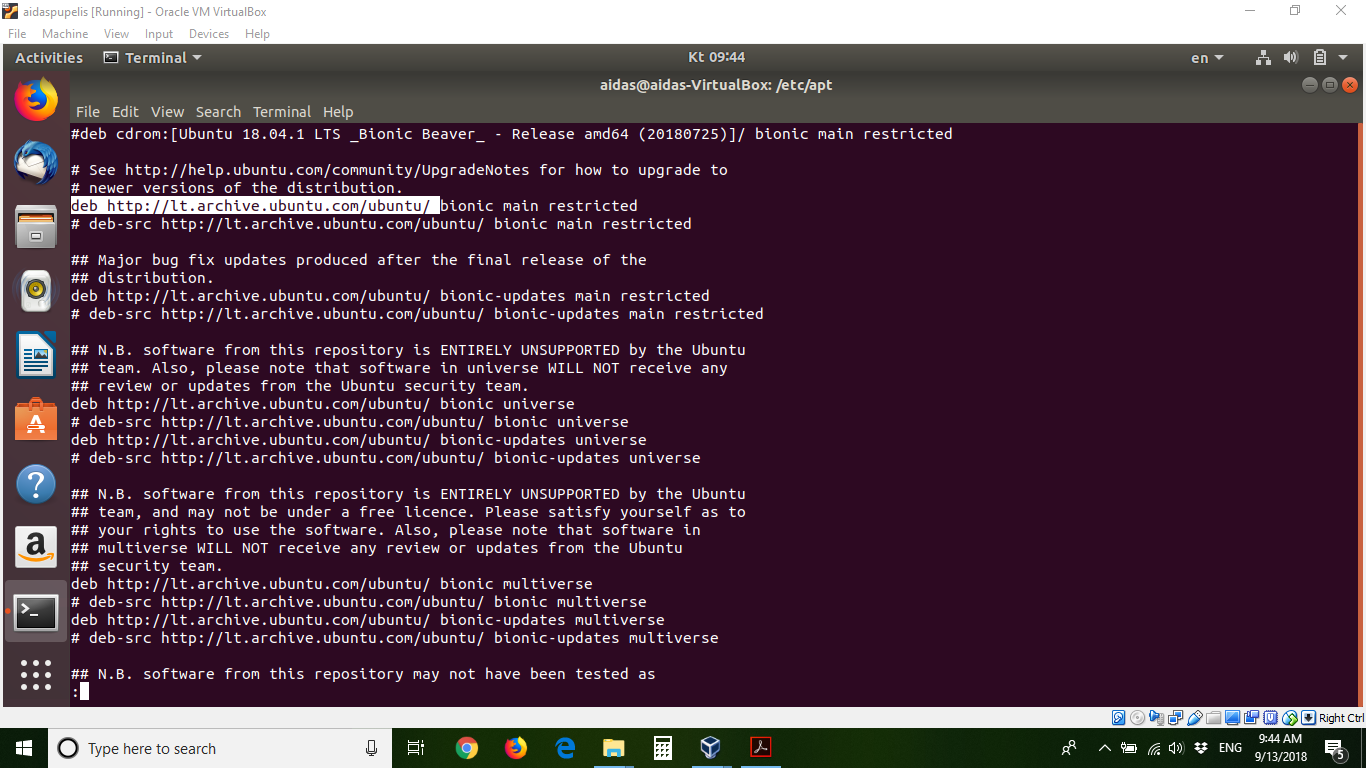 aidaspupelis [Running] - Oracle VM VirtualBox
File Machine View Input Devices Help
Activities Terminal Kt 09:44 en
aidas@aidas-VirtualBox: /etc/apt
File Edit View Search Terminal Help
#deb cdrom:[Ubuntu 18.04.1 LTS _Bionic Beaver_ - Release amd64 (20180725)]/ bionic main restricted
# See http://help.ubuntu.com/community/UpgradeNotes for how to upgrade to
# newer versions of the distribution.
deb http://lt.archive.ubuntu.com/ubuntu/ bionic main restricted
# deb-src http://lt.archive.ubuntu.com/ubuntu/ bionic main restricted
## Major bug fix updates produced after the final release of the
## distribution.
deb http://lt.archive.ubuntu.com/ubuntu/ bionic-updates main restricted
# deb-src http://lt.archive.ubuntu.com/ubuntu/ bionic-updates main restricted
## N.B. software from this repository is ENTIRELY UNSUPPORTED by the Ubuntu
## team. Also, please note that software in universe WILL NOT receive any
## review or updates from the Ubuntu security team.
deb http://lt.archive.ubuntu.com/ubuntu/ bionic universe
# deb-src http://lt.archive.ubuntu.com/ubuntu/ bionic universe
deb http://lt.archive.ubuntu.com/ubuntu/ bionic-updates universe
# deb-src http://lt.archive.ubuntu.com/ubuntu/ bionic-updates universe
## N.B. software from this repository is ENTIRELY UNSUPPORTED by the Ubuntu
## team, and may not be under a free licence. Please satisfy yourself as to
## your rights to use the software. Also, please note that software in
## multiverse WILL NOT receive any review or updates from the Ubuntu
## security team.
deb http://lt.archive.ubuntu.com/ubuntu/ bionic multiverse
# deb-src http://lt.archive.ubuntu.com/ubuntu/ bionic multiverse
deb http://lt.archive.ubuntu.com/ubuntu/ bionic-updates multiverse
# deb-src http://lt.archive.ubuntu.com/ubuntu/ bionic-updates multiverse
## N.B. software from this repository may not have been tested as
:
Right Ctrl
Type here to search
ENG
9:44 AM
9/13/2018
5